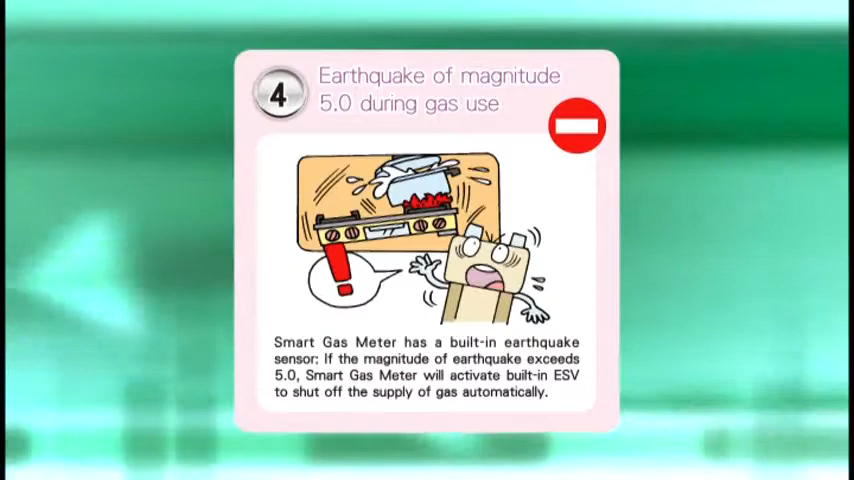 4
Earthquake of magnitude
5.0 during gas use
!
Smart Gas Meter has a built-in earthquake
sensor: If the magnitude of earthquake exceeds
5.0, Smart Gas Meter will activate built-in ESV
to shut off the supply of gas automatically.